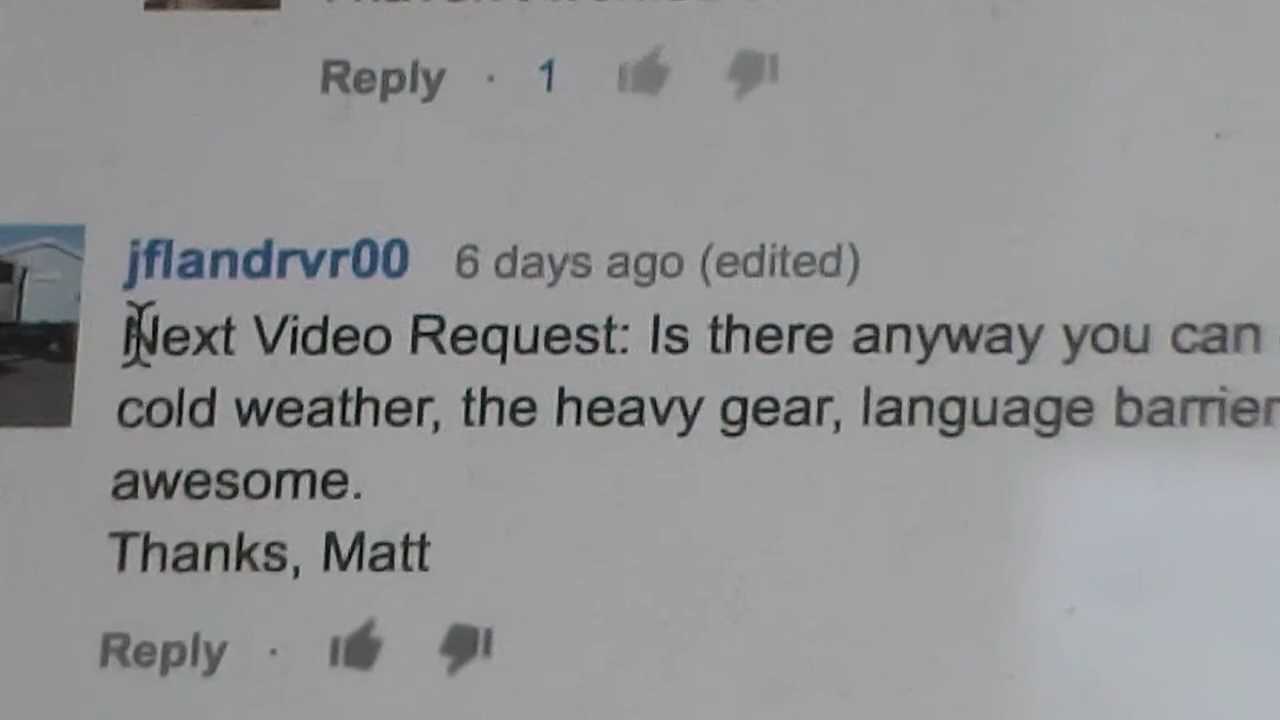 Reply · 1
jflandrvr00 6 days ago (edited)
Next Video Request: Is there anyway you can
cold weather, the heavy gear, language barrier
awesome.
Thanks, Matt
Reply ·